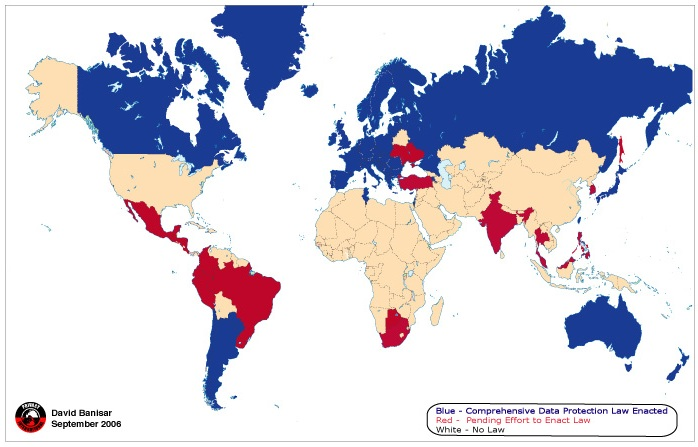 Blue - Comprehensive Data Protection Law Enacted
Red - Pending Effort to Enact Law
White - No Law
David Banisar
September 2006